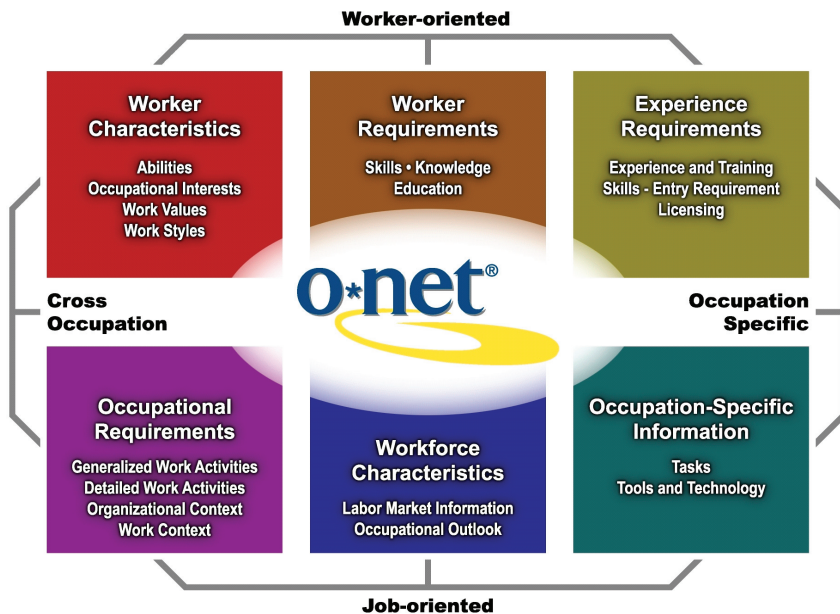 Worker-oriented
Worker
Characteristics
Abilities
Occupational Interests
Work Values
Work Styles
Worker
Requirements
Skills • Knowledge
Education
Experience
Requirements
Experience and Training
Skills - Entry Requirement
Licensing
Cross
Occupation
o*net®
Occupation
Specific
Occupational
Requirements
Generalized Work Activities
Detailed Work Activities
Organizational Context
Work Context
Workforce
Characteristics
Labor Market Information
Occupational Outlook
Occupation-Specific
Information
Tasks
Tools and Technology
Job-oriented